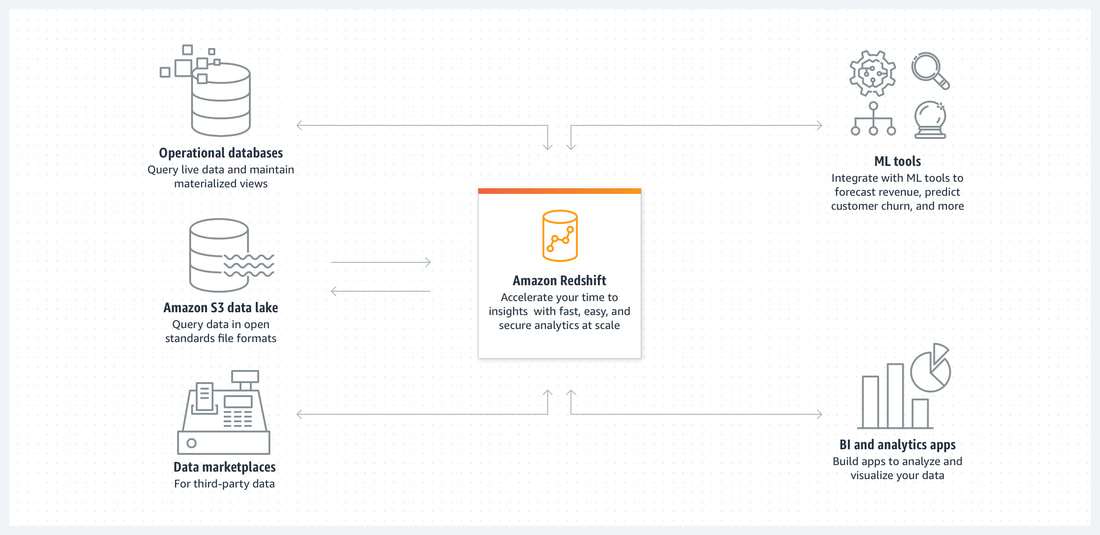 Operational databases
Query live data and maintain
materialized views
Amazon S3 data lake
Query data in open
standards file formats
Data marketplaces
For third-party data
Amazon Redshift
Accelerate your time to
insights with fast, easy, and
secure analytics at scale
ML tools
Integrate with ML tools to
forecast revenue, predict
customer churn, and more
BI and analytics apps
Build apps to analyze and
visualize your data